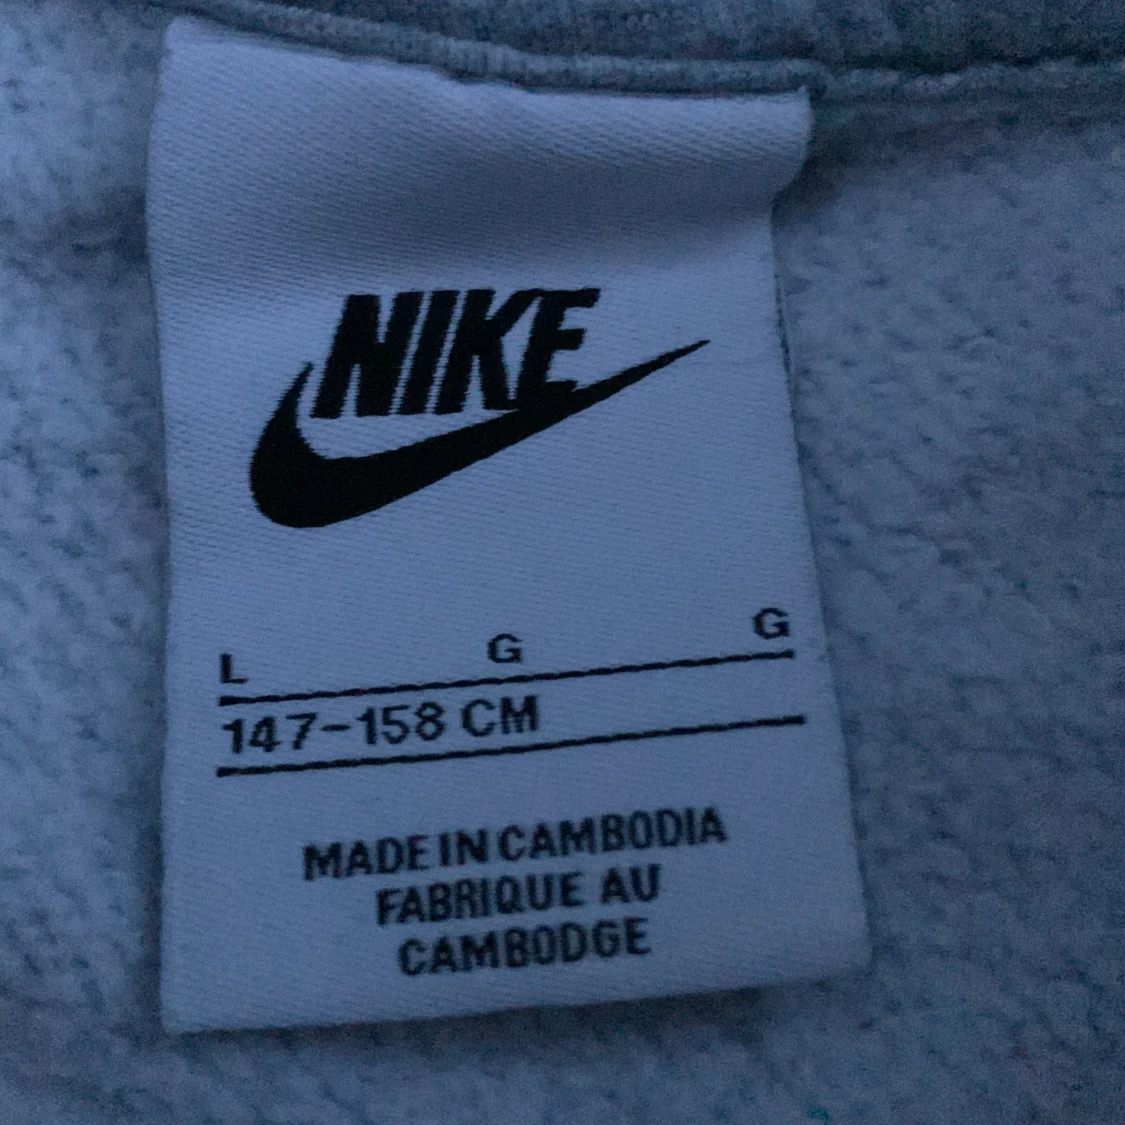 NIKE
L G G
147-158 CM
MADE IN CAMBODIA
FABRIQUE AU
CAMBODGE